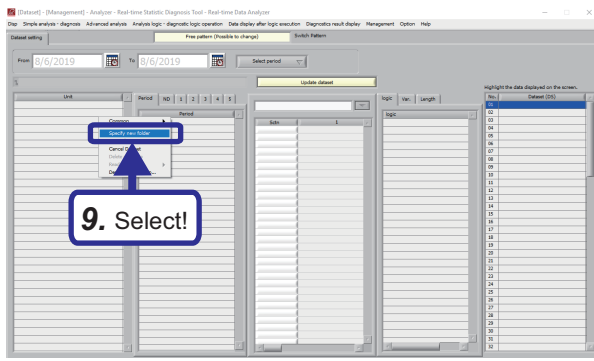 [Dataset] - [Management] - Analyzer - Real-time Statistic Diagnosis Tool - Real-time Data Analyzer
Disp Simple analysis - diagnosis Advanced analysis Analysis logic - diagnostic logic operation Data display after logic execution Diagnostics result display Management Option Help
Dataset setting Free pattern (Possible to change) Switch Pattern
From 8/6/2019 To 8/6/2019 Select period
Update dataset
Highlight the data displayed on the screen.
Unit Period ND 1 2 3 4 5 logic Var. Length No. Dataset (DS)
Period Sctn 1 logic
Common
Specify new folder
Cancel
Delete
9. Select!
01
02
03
04
05
06
07
08
09
10
11
12
13
14
15
16
17
18
19
20
21
22
23
24
25
26
27
28
29
30
31
32